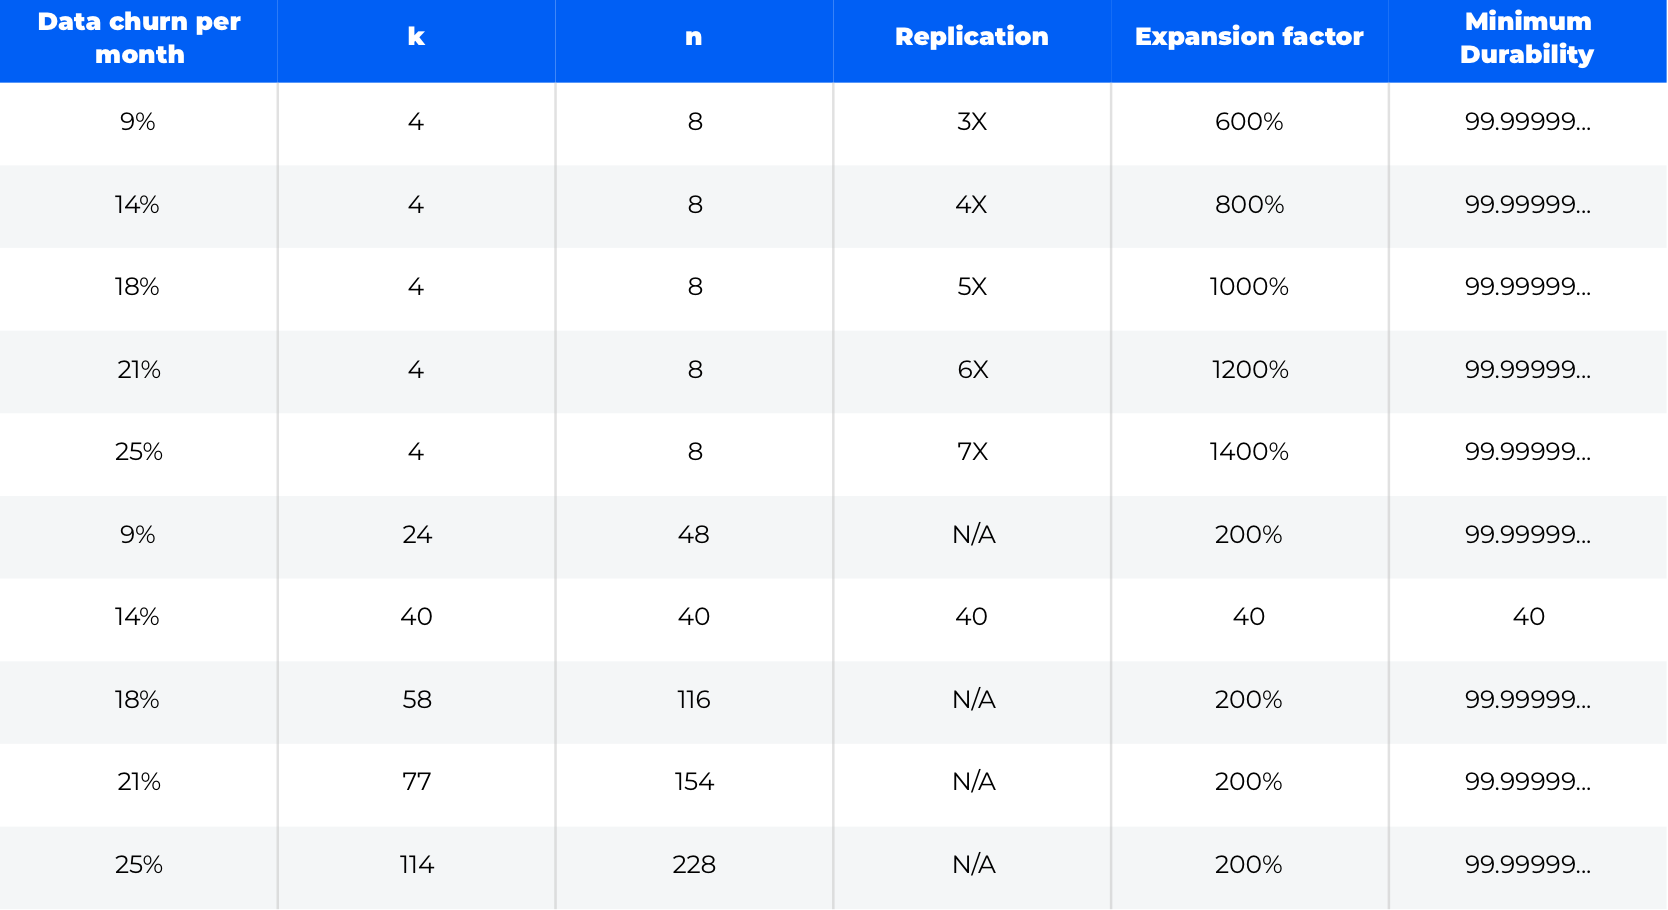 Data churn per month k n Replication Expansion factor Minimum Durability
9% 4 8 3X 600% 99.99999...
14% 4 8 4X 800% 99.99999...
18% 4 8 5X 1000% 99.99999...
21% 4 8 6X 1200% 99.99999...
25% 4 8 7X 1400% 99.99999...
9% 24 48 N/A 200% 99.99999...
14% 40 40 40 40 40
18% 58 116 N/A 200% 99.99999...
21% 77 154 N/A 200% 99.99999...
25% 114 228 N/A 200% 99.99999...